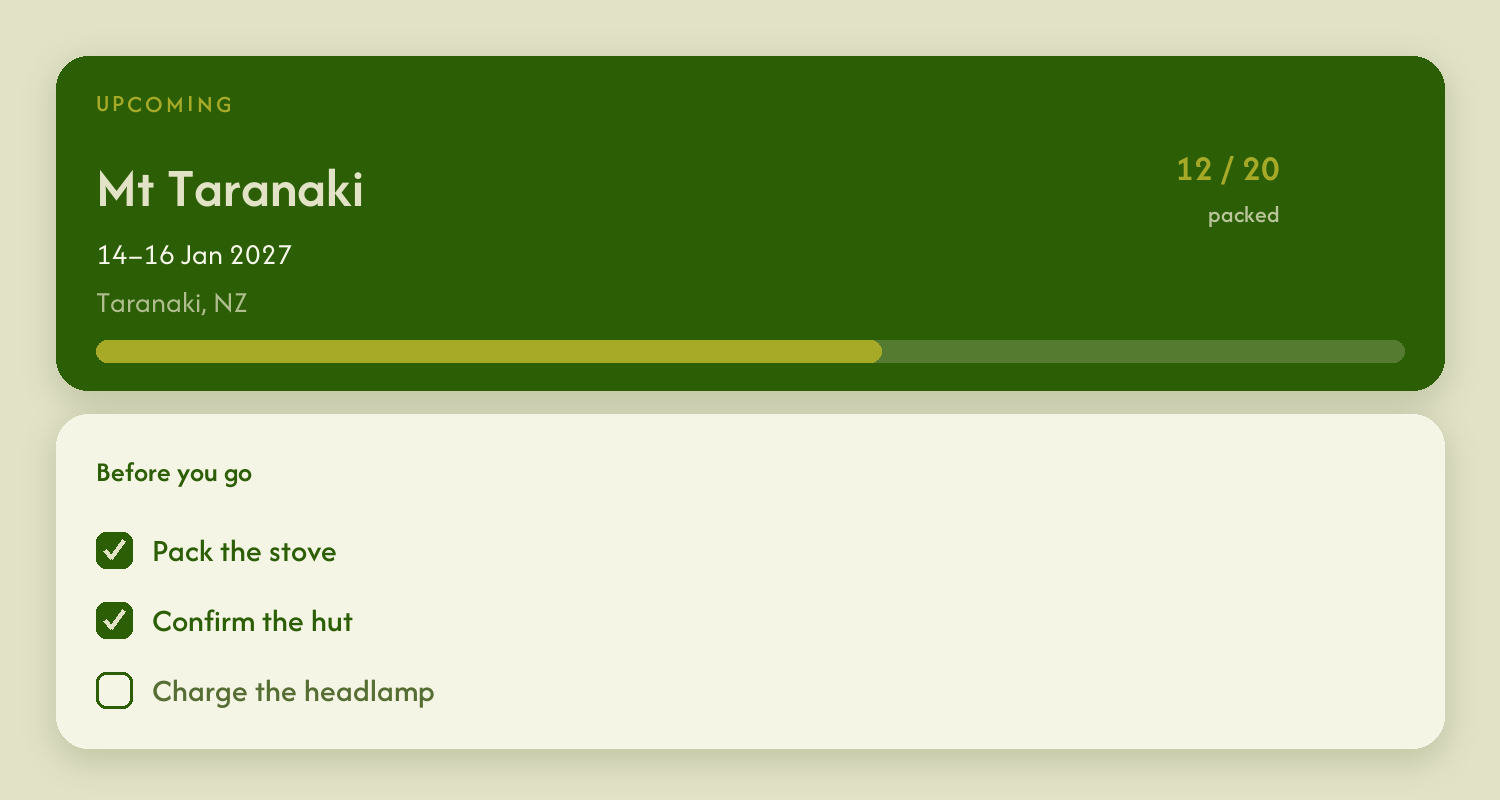 UPCOMING
Mt Taranaki
12 / 20
packed
14–16 Jan 2027
Taranaki, NZ
Before you go
Pack the stove
Confirm the hut
Charge the headlamp